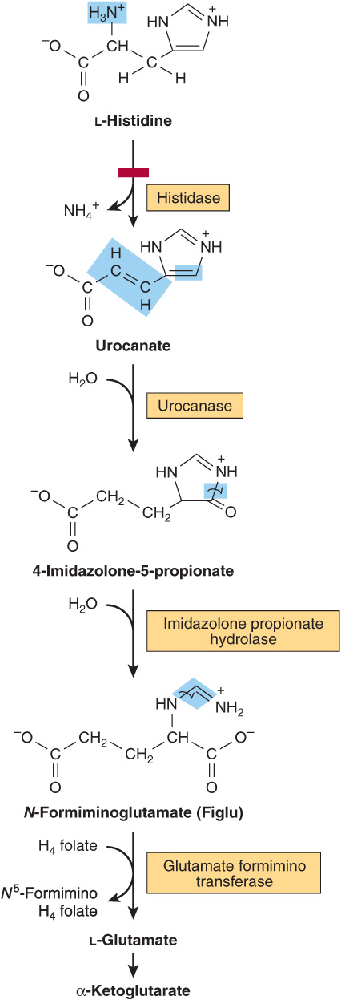 H₃N⁺
HN
NH
+
⁻O
C
CH
C
O
H
H
L-Histidine
NH₄⁺
Histidase
HN
NH
+
H
⁻O
C
C
C
O
H
Urocanate
H₂O
Urocanase
HN
NH
+
⁻O
C
CH₂
CH₂
O
O
4-Imidazolone-5-propionate
H₂O
Imidazolone propionate
hydrolase
HN
NH₂
+
⁻O
C
CH₂
CH₂
CH
C
O⁻
O
O
N-Formiminoglutamate (Figlu)
H₄ folate
Glutamate formimino
transferase
N⁵-Formimino
H₄ folate
L-Glutamate
α-Ketoglutarate